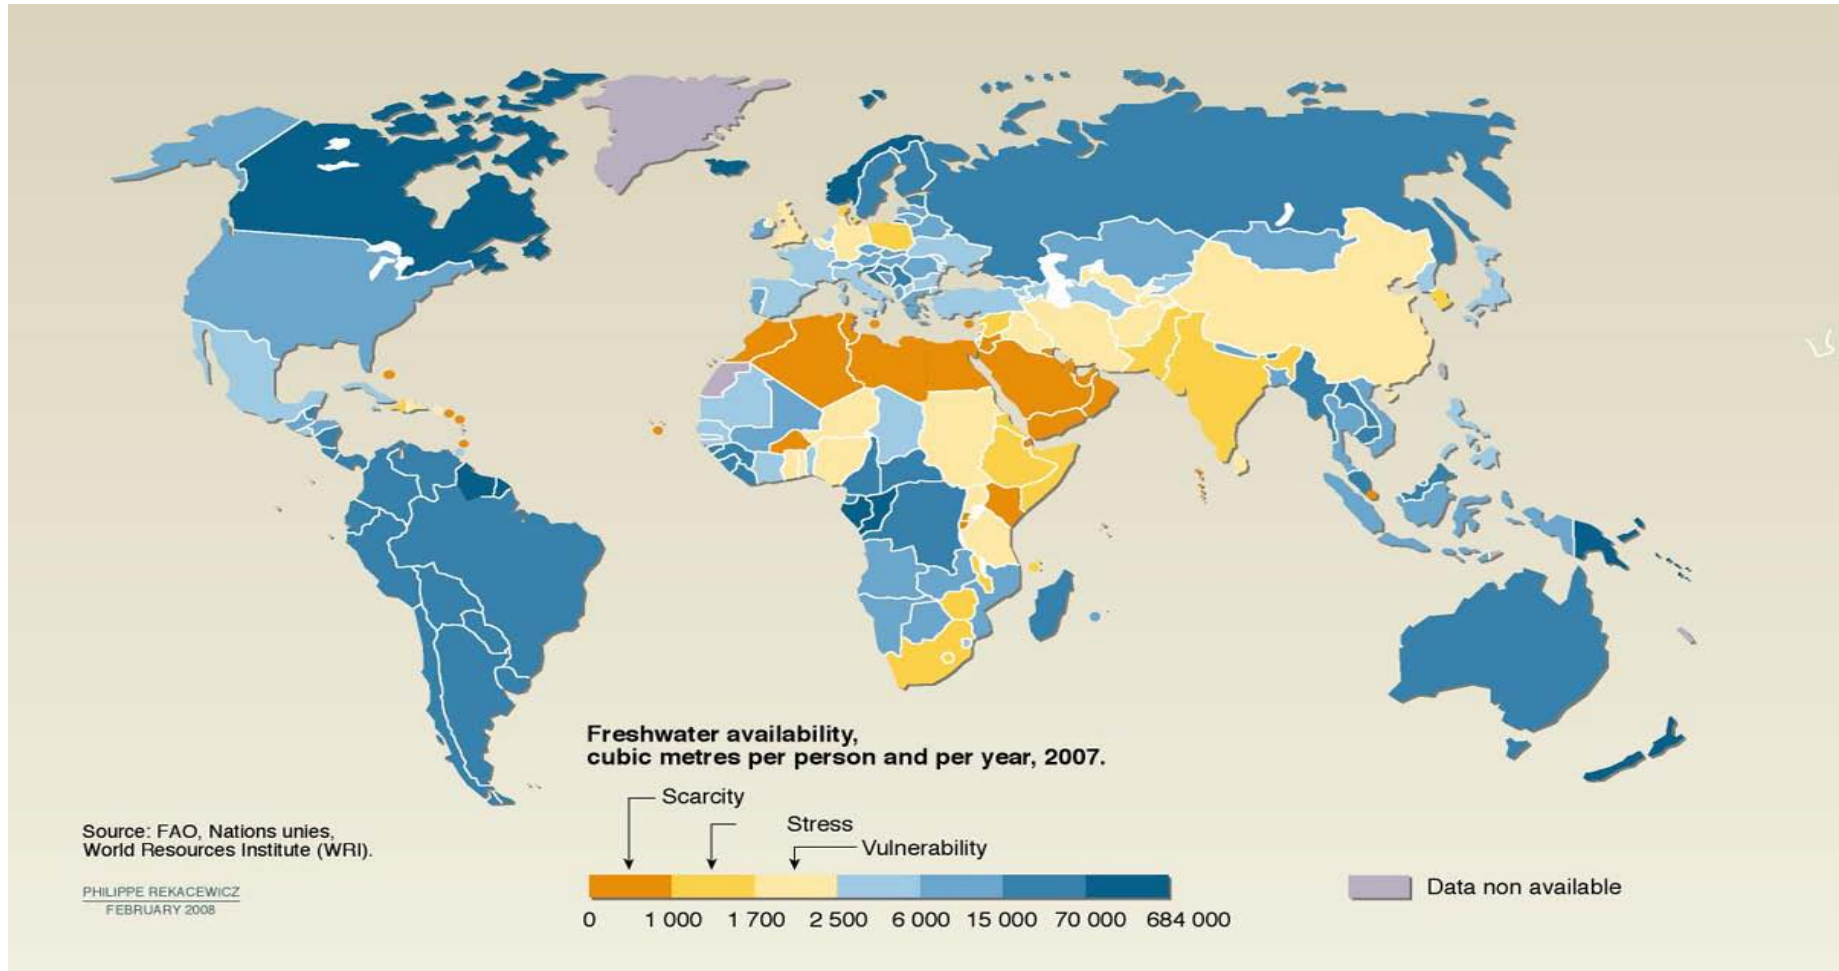 Freshwater availability,
cubic metres per person and per year, 2007.
Scarcity
Stress
Vulnerability
0 1 000 1 700 2 500 6 000 15 000 70 000 684 000
Data non available
Source: FAO, Nations unies,
World Resources Institute (WRI).
PHILIPPE REKACEWICZ
FEBRUARY 2008